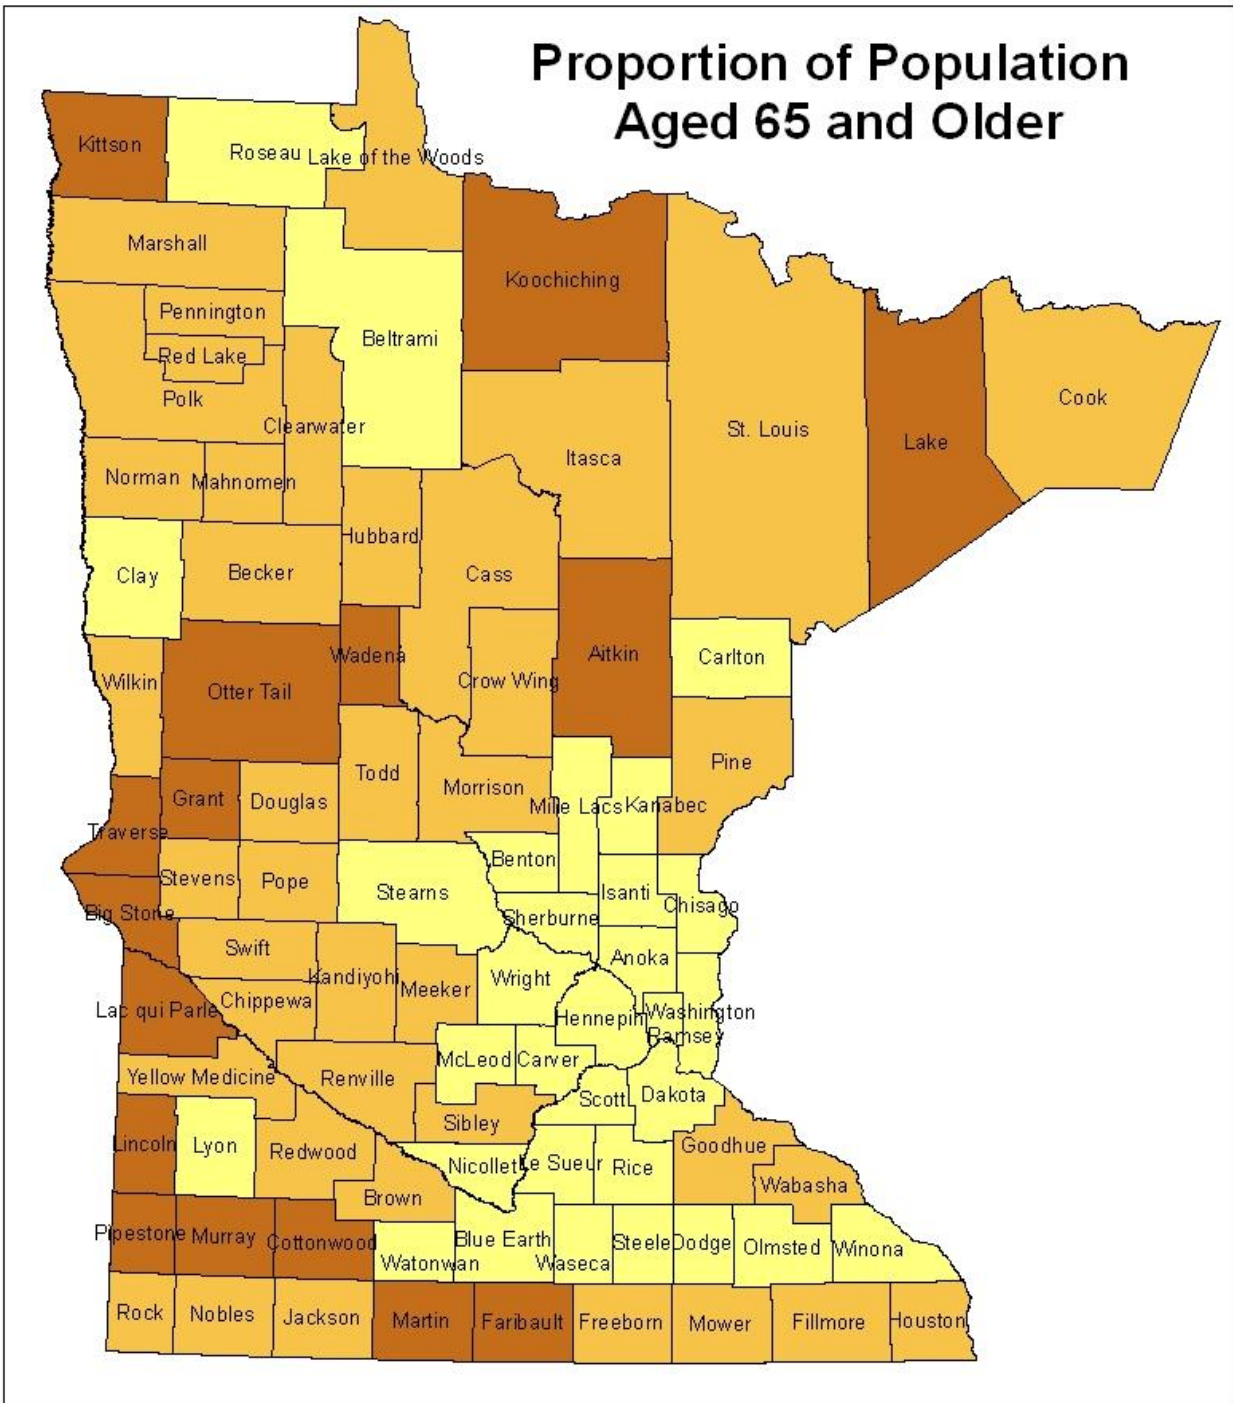 Proportion of Population
Aged 65 and Older
Kittson
Roseau
Lake of the Woods
Marshall
Koochiching
Pennington
Beltrami
Red Lake
Polk
Cook
Clearwater
St. Louis
Lake
Itasca
Norman
Mahnomen
Hubbard
Clay
Becker
Cass
Wadena
Aitkin
Carlton
Wilkin
Otter Tail
Crow Wing
Pine
Todd
Morrison
Grant
Douglas
Mille Lacs
Kanabec
Traverse
Benton
Stevens
Pope
Stearns
Isanti
Chisago
Big Stone
Sherburne
Swift
Anoka
Kandiyohi
Meeker
Wright
Chippewa
Lac qui Parle
Hennepin
Washington
Ramsey
McLeod
Carver
Yellow Medicine
Renville
Scott
Dakota
Sibley
Lincoln
Lyon
Redwood
Goodhue
Nicollet
Le Sueur
Rice
Wabasha
Brown
Pipestone
Murray
Cottonwood
Blue Earth
Steele
Dodge
Olmsted
Winona
Watonwan
Waseca
Rock
Nobles
Jackson
Martin
Faribault
Freeborn
Mower
Fillmore
Houston